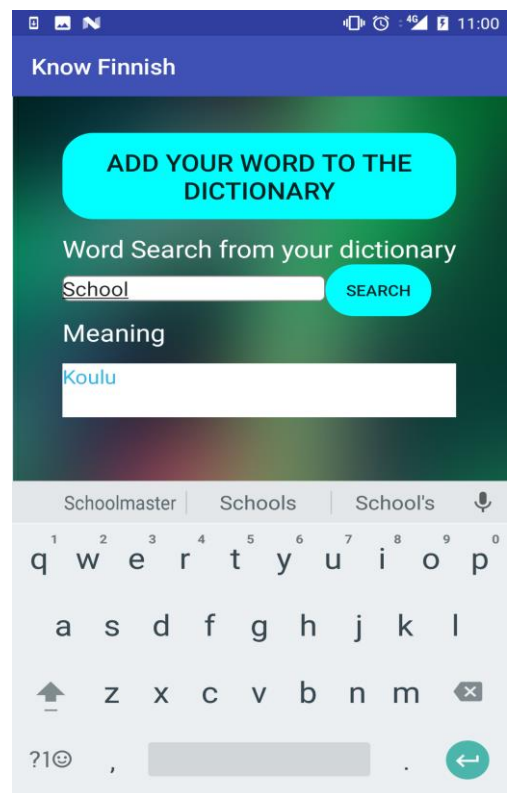 4G 11:00
Know Finnish
ADD YOUR WORD TO THE
DICTIONARY
Word Search from your dictionary
School SEARCH
Meaning
Koulu
Schoolmaster Schools School's
1 2 3 4 5 6 7 8 9 0
q w e r t y u i o p
a s d f g h j k l
z x c v b n m
?1☺ , .